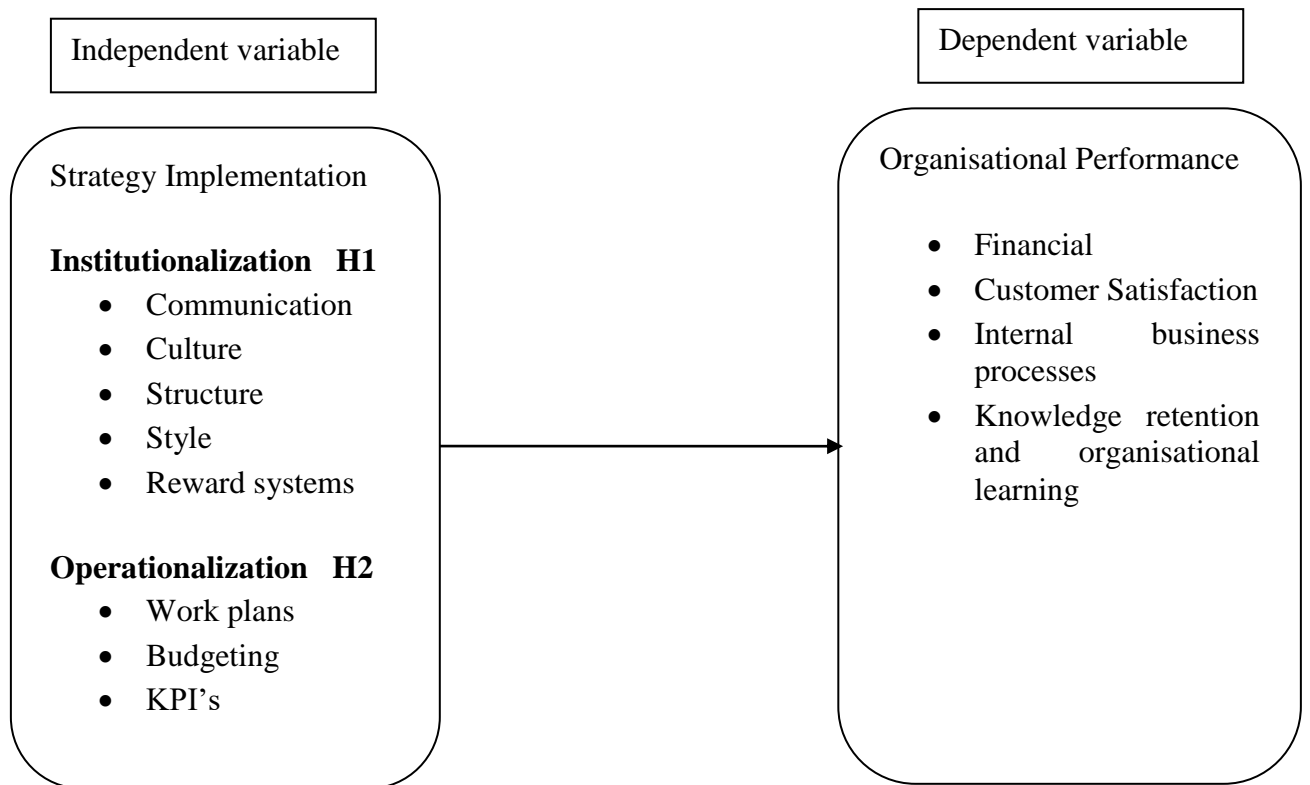 Independent variable
Strategy Implementation
Institutionalization H1
• Communication
• Culture
• Structure
• Style
• Reward systems
Operationalization H2
• Work plans
• Budgeting
• KPI’s
Dependent variable
Organisational Performance
• Financial
• Customer Satisfaction
• Internal business
processes
• Knowledge retention
and organisational
learning